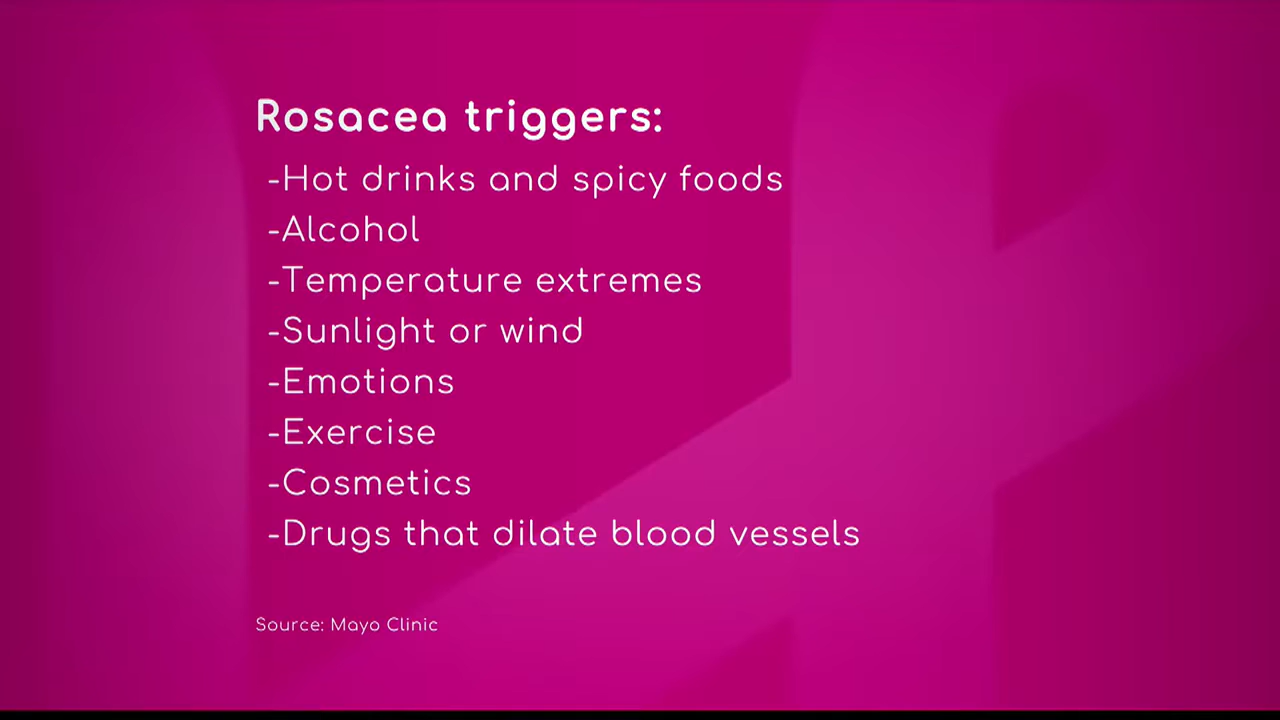 Rosacea triggers:
-Hot drinks and spicy foods
-Alcohol
-Temperature extremes
-Sunlight or wind
-Emotions
-Exercise
-Cosmetics
-Drugs that dilate blood vessels
Source: Mayo Clinic